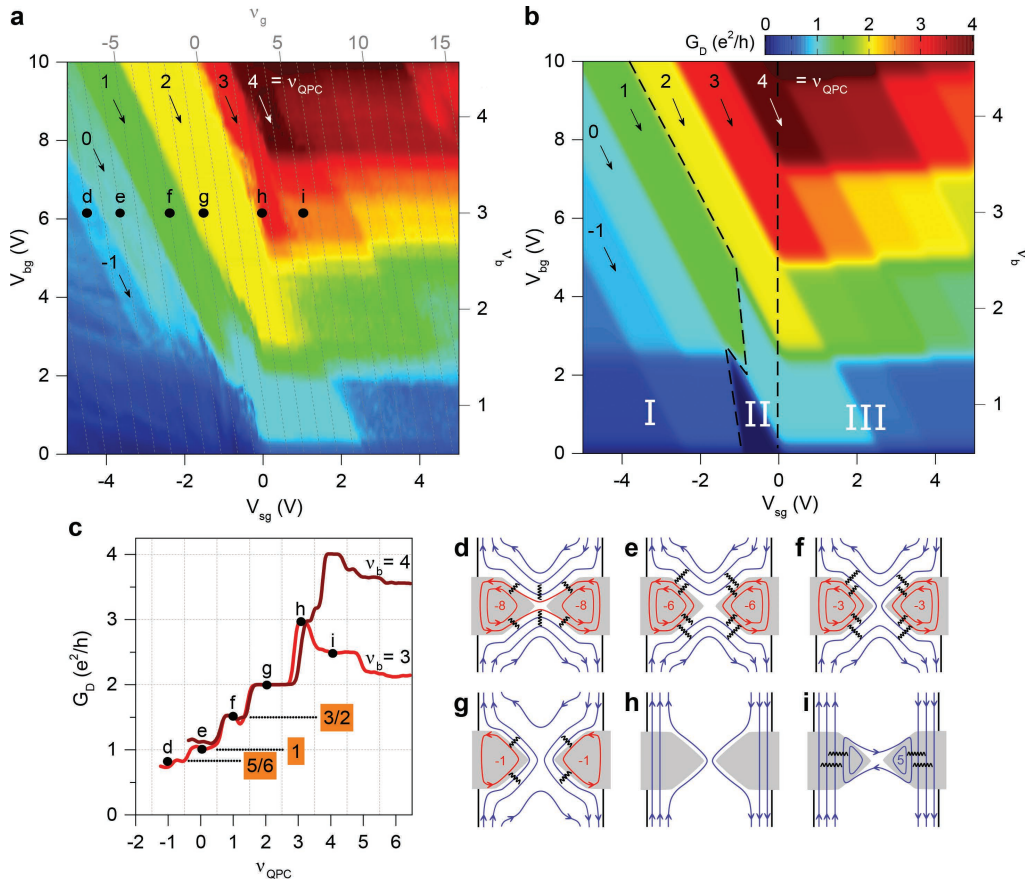 a
ν_g
-5 0 5 10 15
1 2 3 4 = ν_QPC
0
-1
d e f g h i
10
8
6
4
2
0
V_bg (V)
-4 -2 0 2 4
V_sg (V)
4
3
2
1
ν_b
b
G_D (e²/h)
0 1 2 3 4
1 2 3 4 = ν_QPC
0
-1
10
8
6
4
2
0
V_bg (V)
I II III
-4 -2 0 2 4
V_sg (V)
4
3
2
1
ν_b
c
4
3
2
1
0
G_D (e²/h)
ν_b = 4
ν_b = 3
d e f g h i
3/2
1
5/6
-2 -1 0 1 2 3 4 5 6
ν_QPC
d
-8 -8
e
-6 -6
f
-3 -3
g
-1 -1
h
i
5